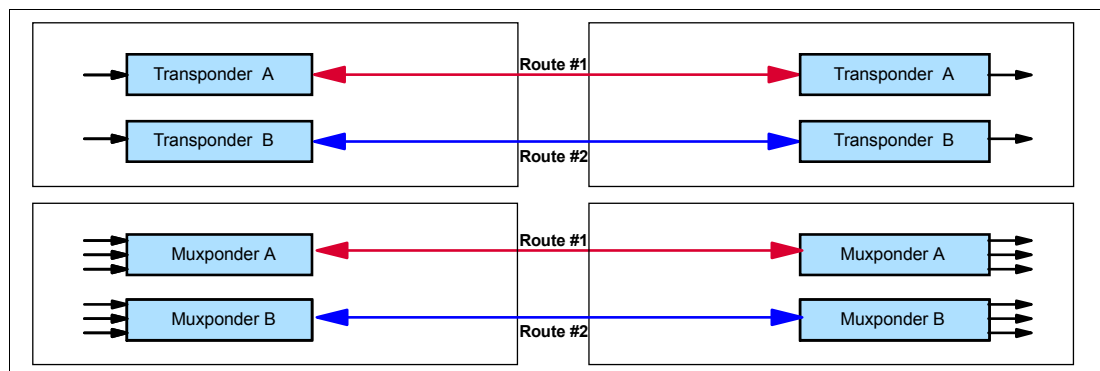 Route #1
Transponder A
Transponder A
Transponder B
Transponder B
Route #2
Route #1
Muxponder A
Muxponder A
Muxponder B
Muxponder B
Route #2